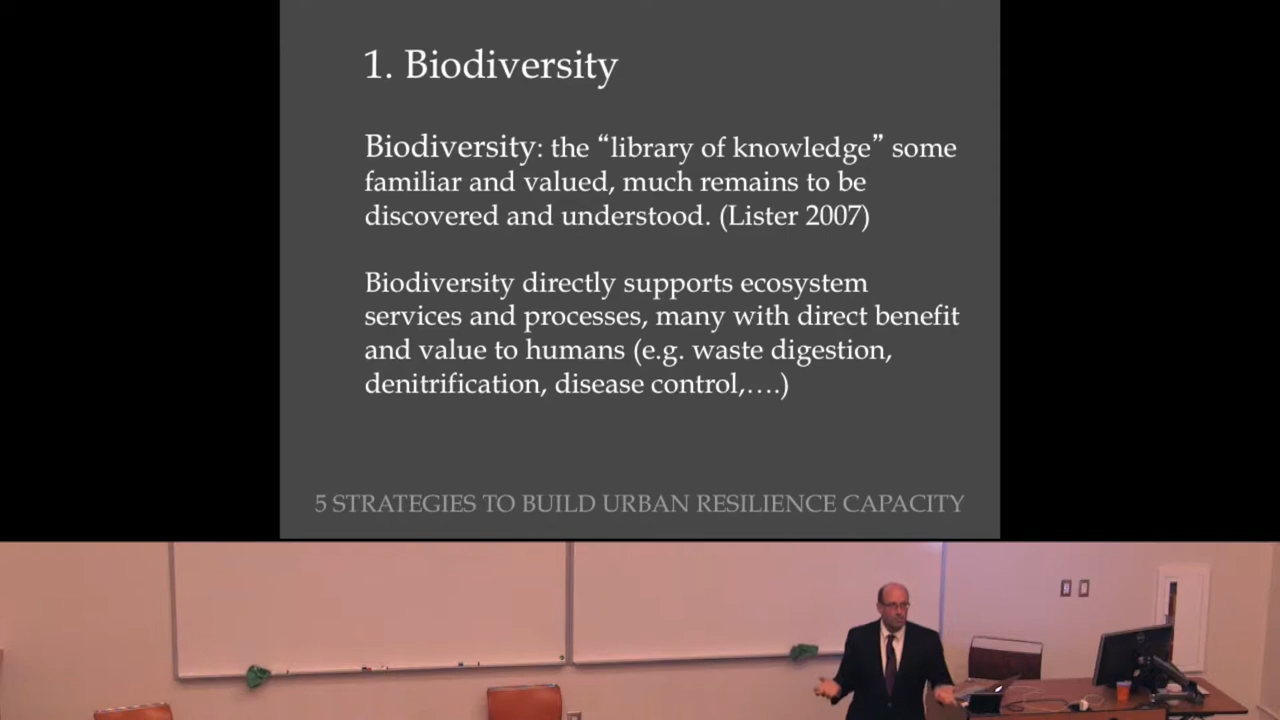 1. Biodiversity
Biodiversity: the “library of knowledge” some
familiar and valued, much remains to be
discovered and understood. (Lister 2007)
Biodiversity directly supports ecosystem
services and processes, many with direct benefit
and value to humans (e.g. waste digestion,
denitrification, disease control,….)
5 STRATEGIES TO BUILD URBAN RESILIENCE CAPACITY